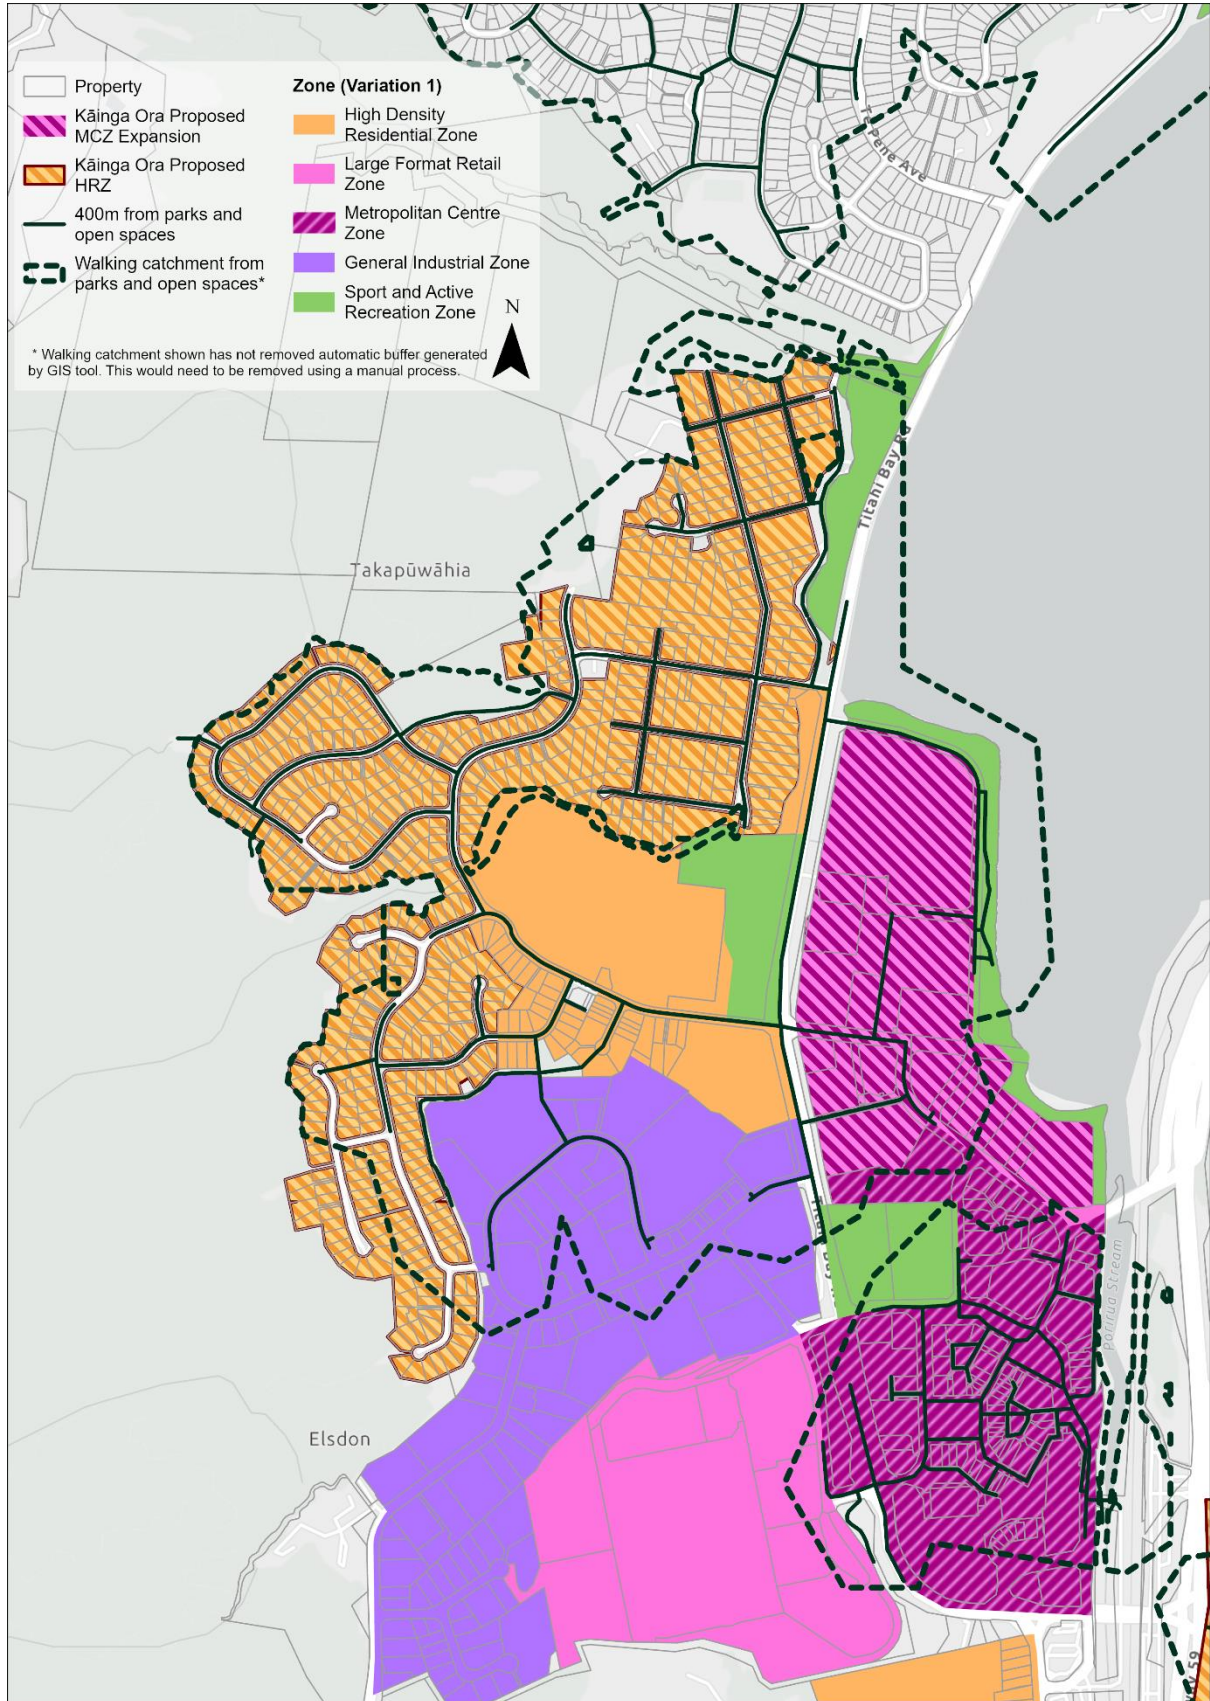 Property
Kāinga Ora Proposed
MCZ Expansion
Kāinga Ora Proposed
HRZ
400m from parks and
open spaces
Walking catchment from
parks and open spaces*
Zone (Variation 1)
High Density
Residential Zone
Large Format Retail
Zone
Metropolitan Centre
Zone
General Industrial Zone
Sport and Active
Recreation Zone
N
* Walking catchment shown has not removed automatic buffer generated
by GIS tool. This would need to be removed using a manual process.
Te Pene Ave
Titahi Bay Rd
Takapūwāhia
Titahi Bay
Porirua Stream
Elsdon
59